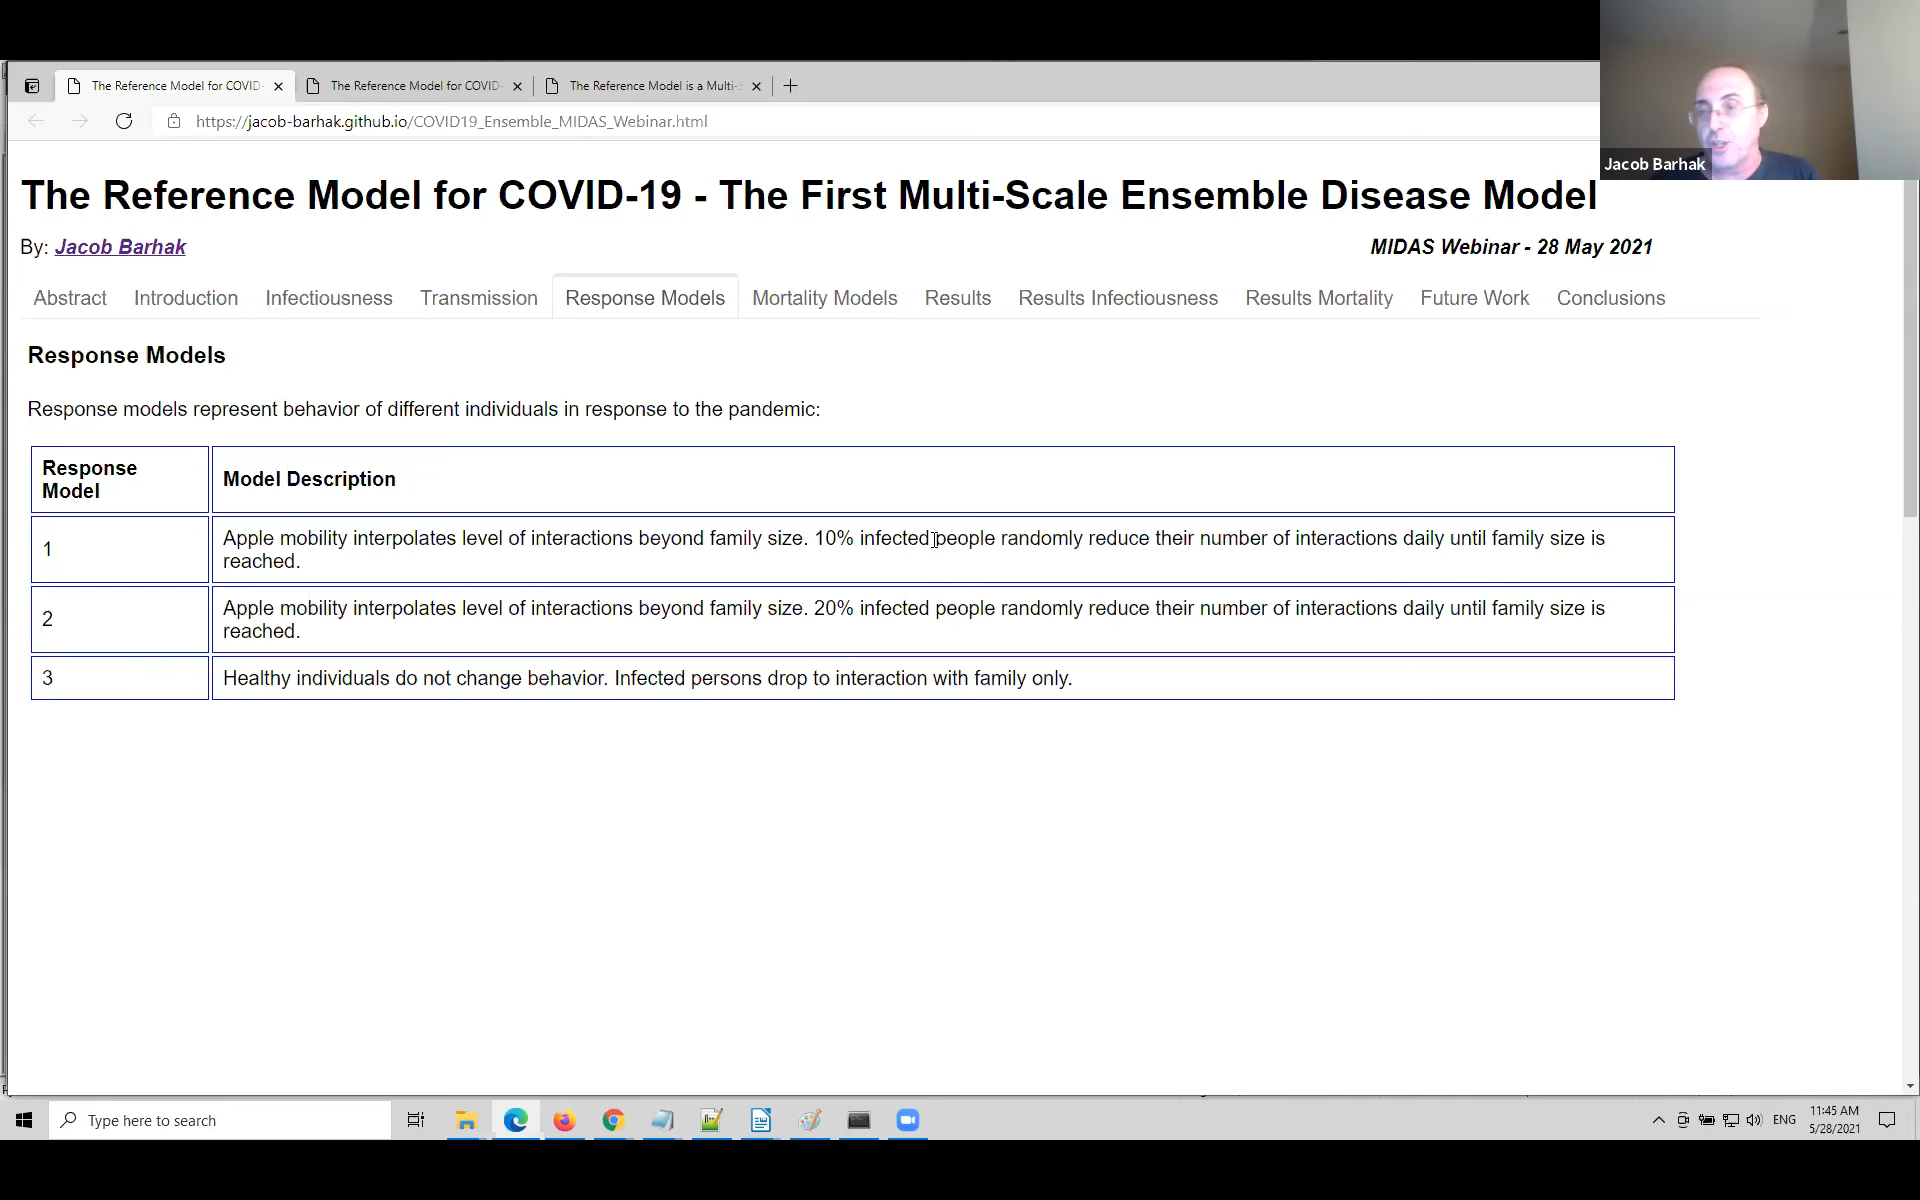 The Reference Model for COVID
The Reference Model for COVID
The Reference Model is a Multi-
https://jacob-barhak.github.io/COVID19_Ensemble_MIDAS_Webinar.html
Jacob Barhak
The Reference Model for COVID-19 - The First Multi-Scale Ensemble Disease Model
By: Jacob Barhak
MIDAS Webinar - 28 May 2021
Abstract Introduction Infectiousness Transmission Response Models Mortality Models Results Results Infectiousness Results Mortality Future Work Conclusions
Response Models
Response models represent behavior of different individuals in response to the pandemic:
Response
Model
Model Description
1
Apple mobility interpolates level of interactions beyond family size. 10% infected people randomly reduce their number of interactions daily until family size is
reached.
2
Apple mobility interpolates level of interactions beyond family size. 20% infected people randomly reduce their number of interactions daily until family size is
reached.
3
Healthy individuals do not change behavior. Infected persons drop to interaction with family only.
Type here to search
ENG
11:45 AM
5/28/2021